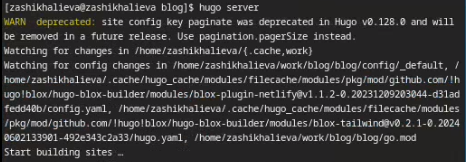 [zashikhalieva@zashikhalieva blog]$ hugo server
WARN  deprecated: site config key paginate was deprecated in Hugo v0.128.0 and will
be removed in a future release. Use pagination.pagerSize instead.
Watching for changes in /home/zashikhalieva/{.cache,work}
Watching for config changes in /home/zashikhalieva/work/blog/blog/config/_default, /
home/zashikhalieva/.cache/hugo_cache/modules/filecache/modules/pkg/mod/github.com/!h
ugo!blox/hugo-blox-builder/modules/blox-plugin-netlify@v1.1.2-0.20231209203044-d31ad
fedd40b/config.yaml, /home/zashikhalieva/.cache/hugo_cache/modules/filecache/modules
/pkg/mod/github.com/!hugo!blox/hugo-blox-builder/modules/blox-tailwind@v0.2.1-0.2024
0602133901-492e343c2a33/hugo.yaml, /home/zashikhalieva/work/blog/blog/go.mod
Start building sites …